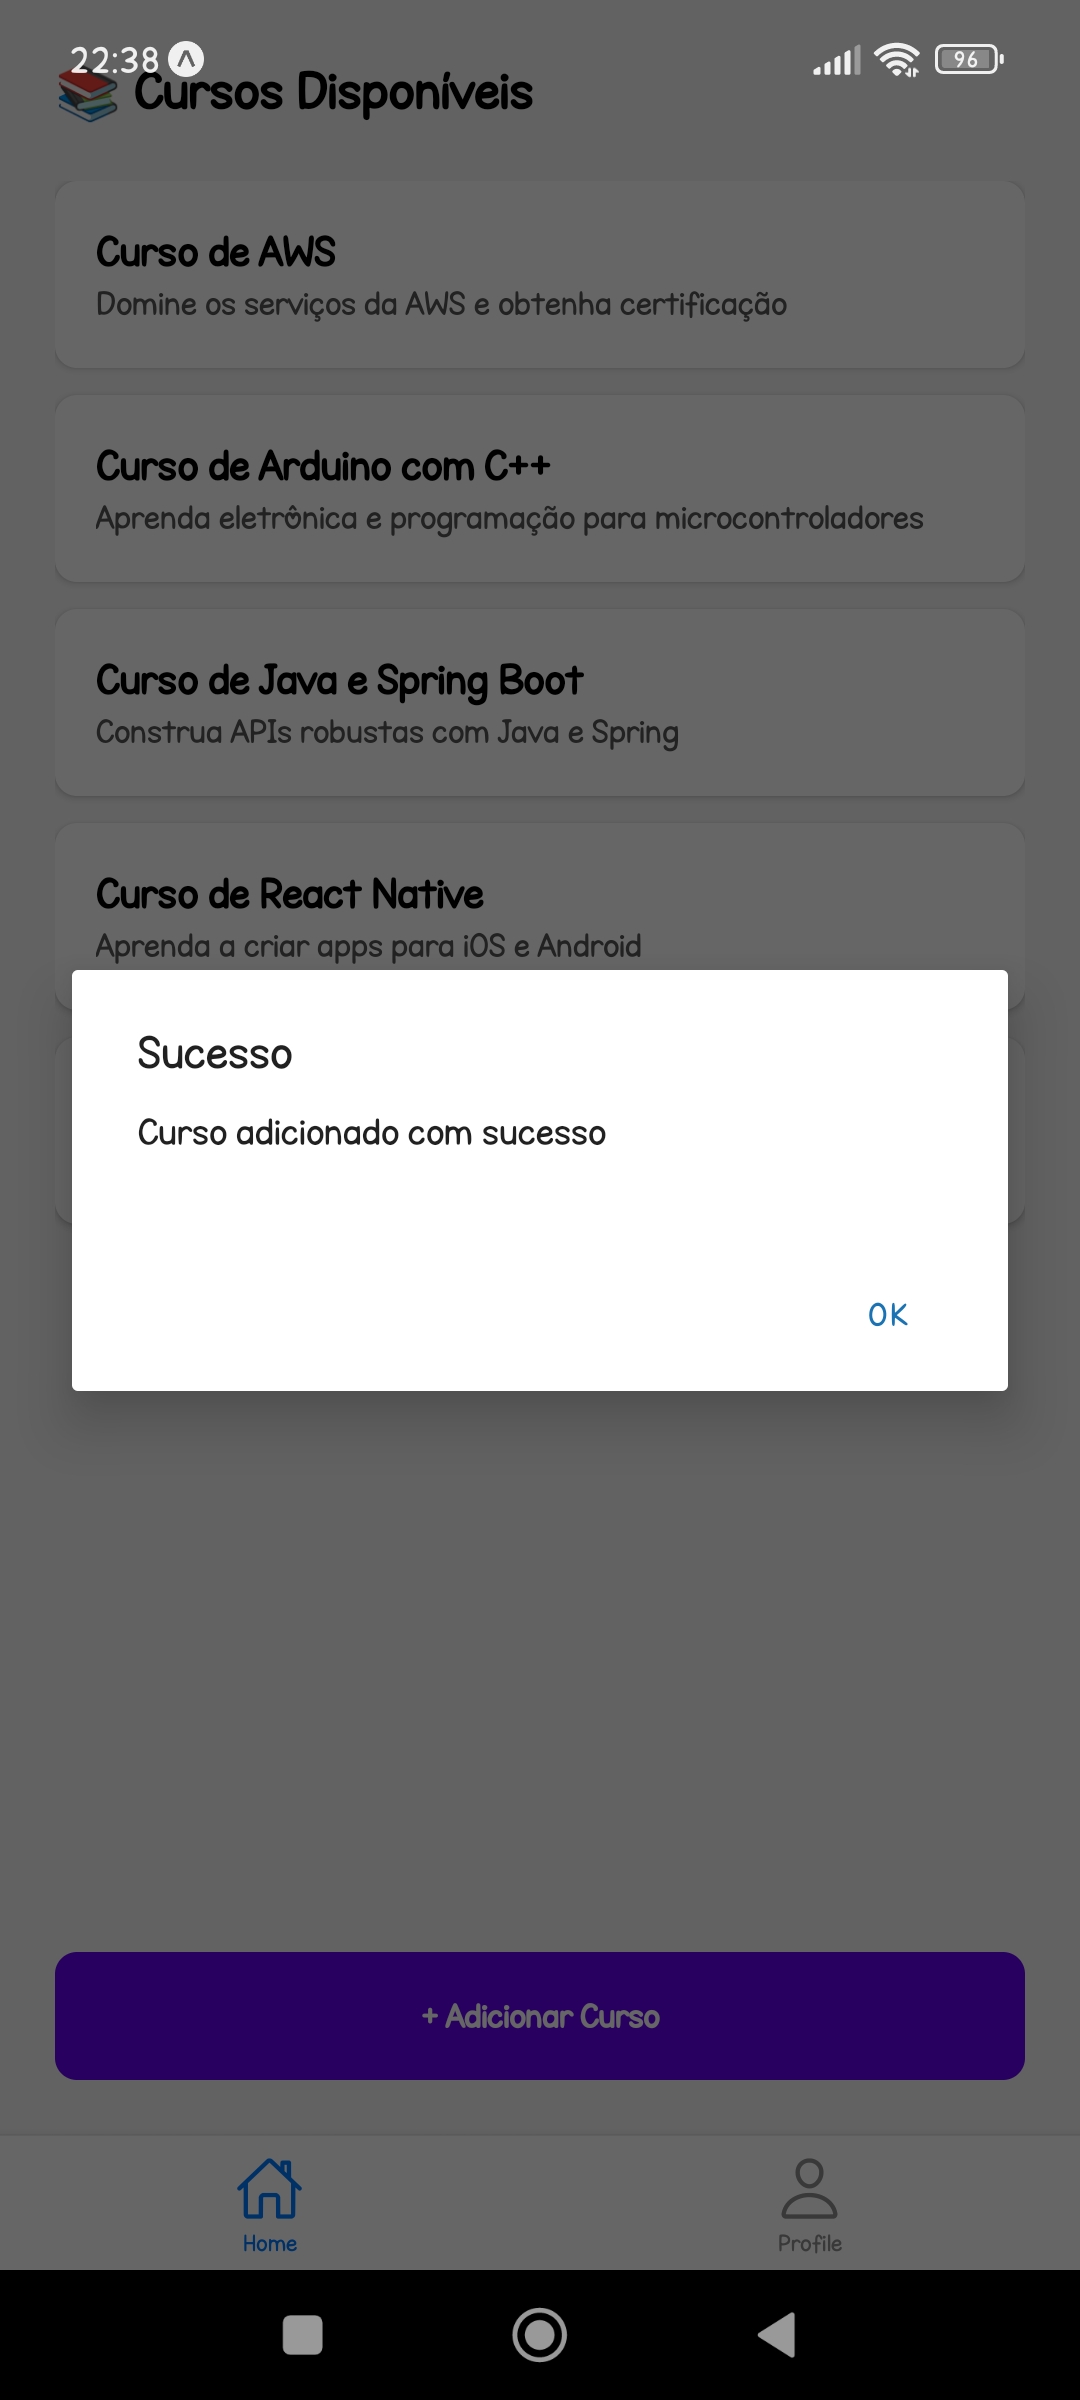 22:38
96
📚 Cursos Disponíveis
Curso de AWS
Domine os serviços da AWS e obtenha certificação
Curso de Arduino com C++
Aprenda eletrônica e programação para microcontroladores
Curso de Java e Spring Boot
Construa APIs robustas com Java e Spring
Curso de React Native
Aprenda a criar apps para iOS e Android
Sucesso
Curso adicionado com sucesso
OK
+ Adicionar Curso
Home
Profile